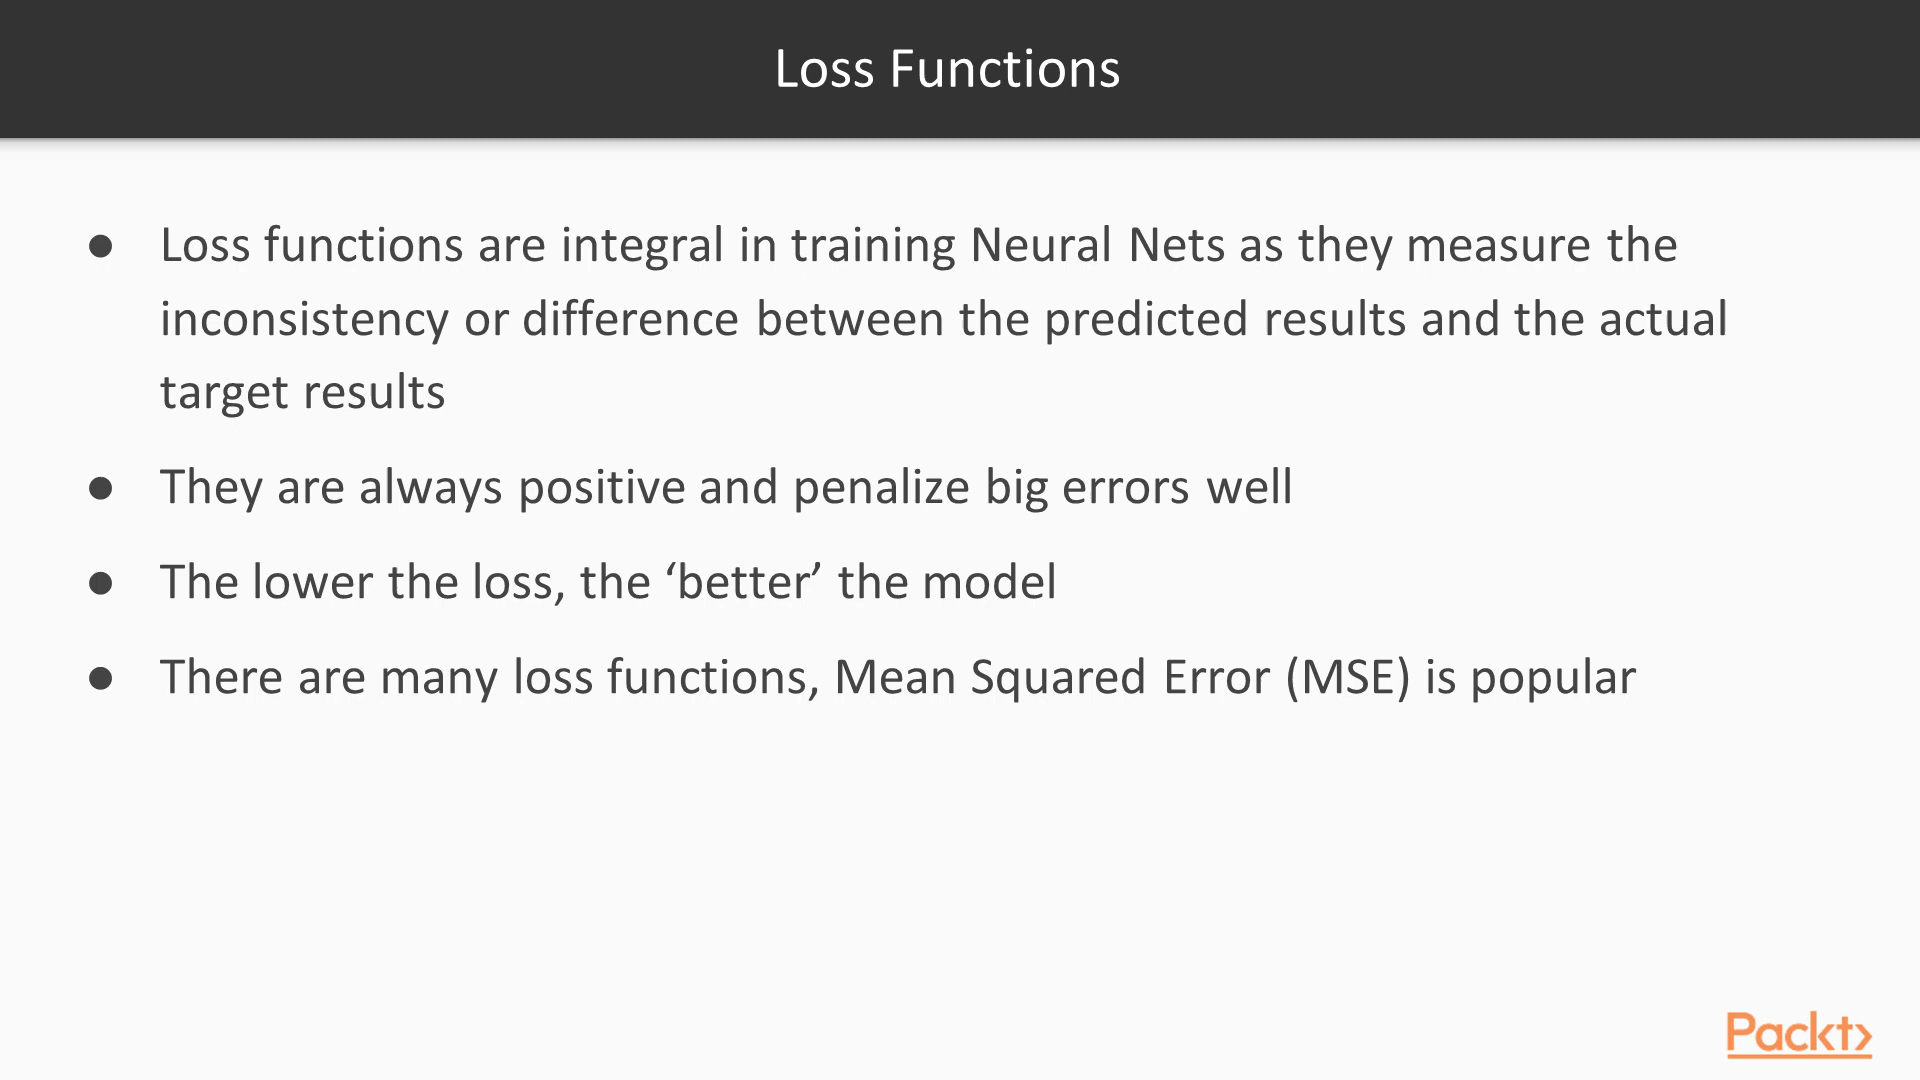 Loss Functions
● Loss functions are integral in training Neural Nets as they measure the
inconsistency or difference between the predicted results and the actual
target results
● They are always positive and penalize big errors well
● The lower the loss, the ‘better’ the model
● There are many loss functions, Mean Squared Error (MSE) is popular
Packt>